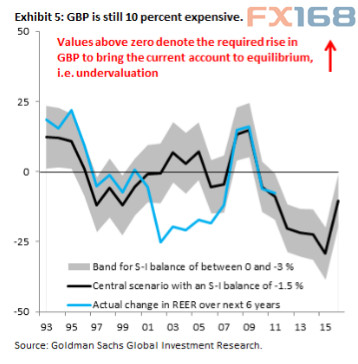 Exhibit 5: GBP is still 10 percent expensive.
FX168
Values above zero denote the required rise in
GBP to bring the current account to equilibrium,
i.e. undervaluation
50
25
0
-25
-50
Band for S-I balance of between 0 and -3 %
Central scenario with an S-I balance of -1.5 %
Actual change in REER over next 6 years
93 95 97 99 01 03 05 07 09 11 13 15
Source: Goldman Sachs Global Investment Research.